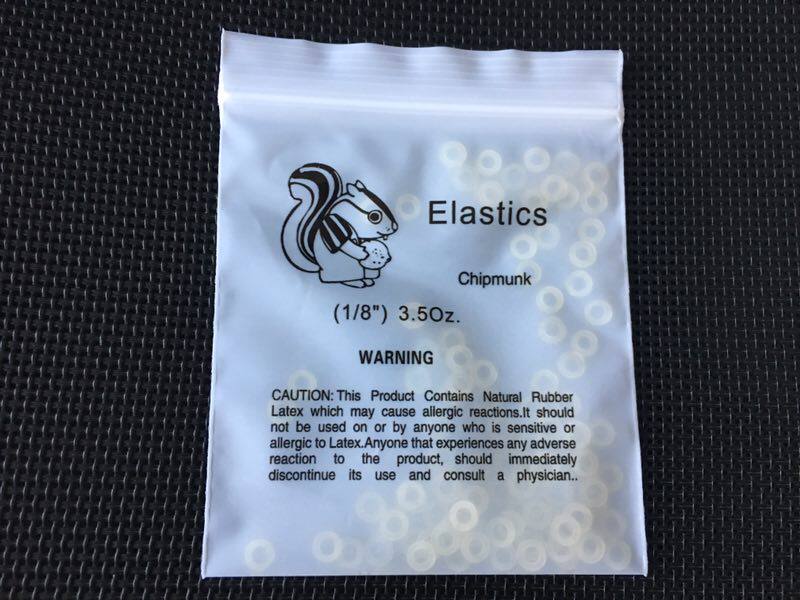 Elastics
Chipmunk
(1/8") 3.5Oz.
WARNING
CAUTION: This Product Contains Natural Rubber
Latex which may cause allergic reactions.It should
not be used on or by anyone who is sensitive or
allergic to Latex.Anyone that experiences any adverse
reaction to the product, should immediately
discontinue its use and consult a physician..